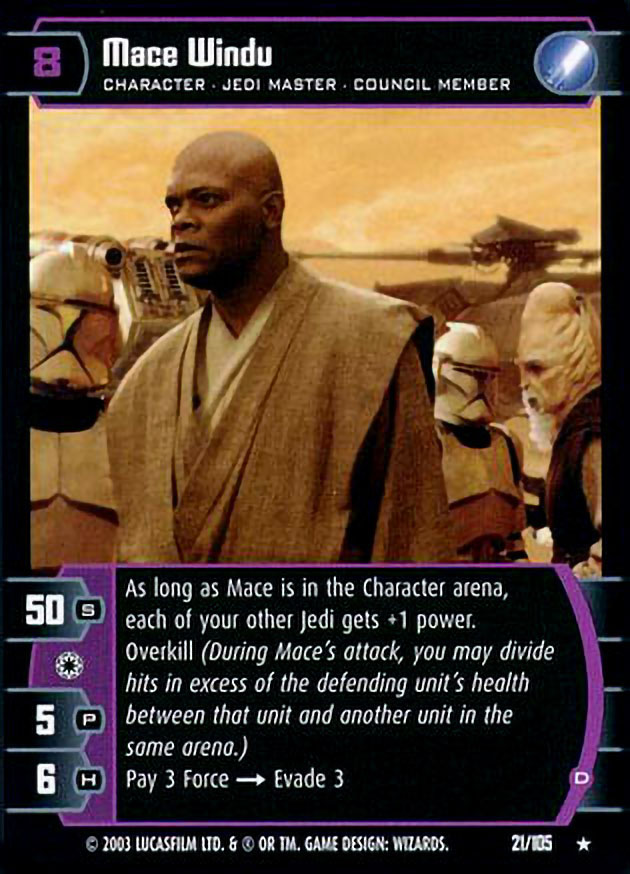 8
Mace Windu
CHARACTER · JEDI MASTER · COUNCIL MEMBER
50 S
5 P
6 H
As long as Mace is in the Character arena,
each of your other Jedi gets +1 power.
Overkill (During Mace's attack, you may divide
hits in excess of the defending unit's health
between that unit and another unit in the
same arena.)
Pay 3 Force → Evade 3
D
© 2003 LUCASFILM LTD. & ® OR TM. GAME DESIGN: WIZARDS.
21/105 ★